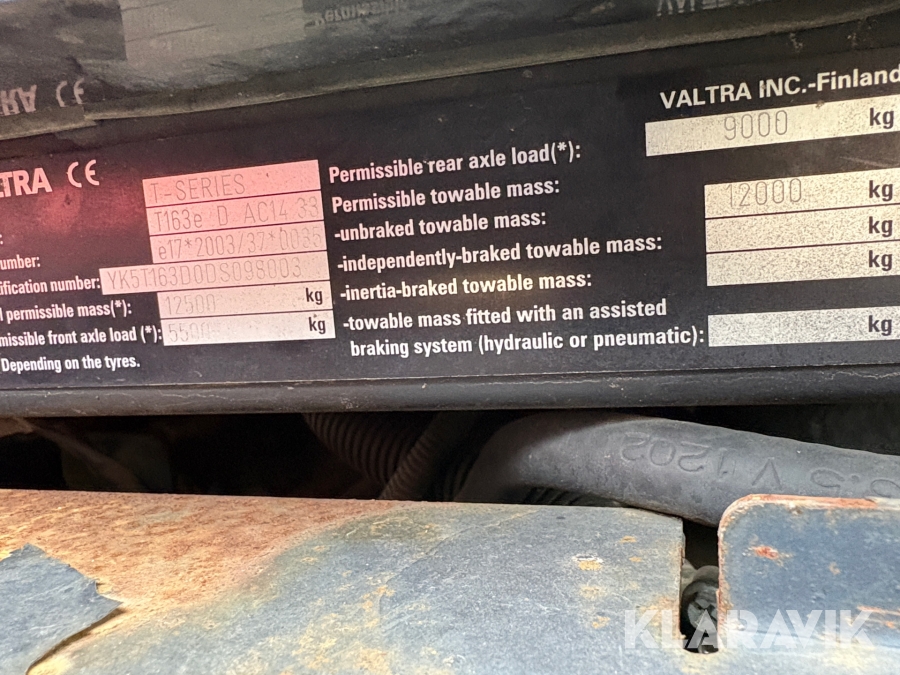 VALTRA INC.-Finland
LTRA CE
T-SERIES
T163e D AC14.33
number: e17*2003/37*0035
ification number: YK5T163D0DS098003
l permissible mass(*): 12500 kg
missible front axle load (*): 5500 kg
Depending on the tyres.
Permissible rear axle load(*): 9000 kg
Permissible towable mass:
-unbraked towable mass: 12000 kg
-independently-braked towable mass: kg
-inertia-braked towable mass: kg
-towable mass fitted with an assisted
braking system (hydraulic or pneumatic): kg
V 1202
KLARAVIK